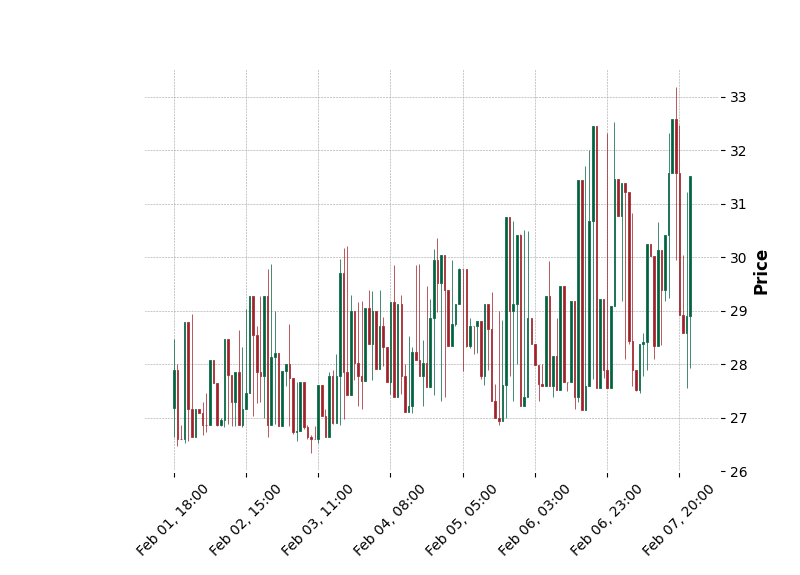 33
32
31
30
29
28
27
26
Price
Feb 01, 18:00
Feb 02, 15:00
Feb 03, 11:00
Feb 04, 08:00
Feb 05, 05:00
Feb 06, 03:00
Feb 06, 23:00
Feb 07, 20:00